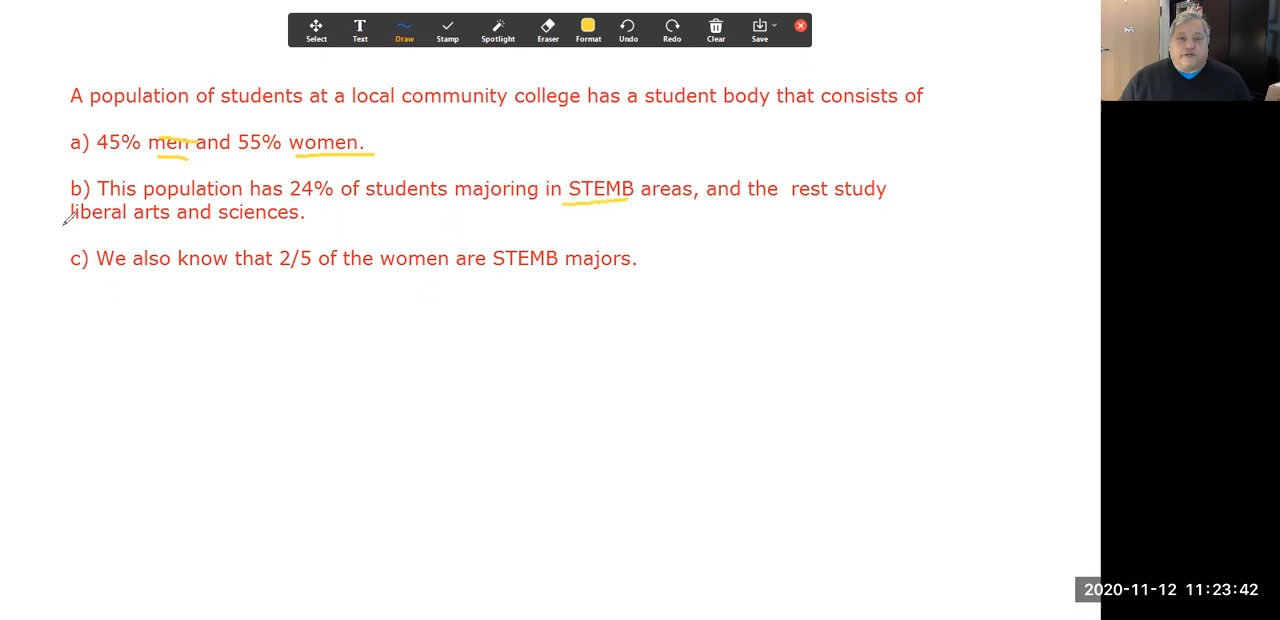 Select Text Draw Stamp Spotlight Eraser Format Undo Redo Clear Save
A population of students at a local community college has a student body that consists of
a) 45% men and 55% women.
b) This population has 24% of students majoring in STEMB areas, and the rest study
liberal arts and sciences.
c) We also know that 2/5 of the women are STEMB majors.
2020-11-12 11:23:42